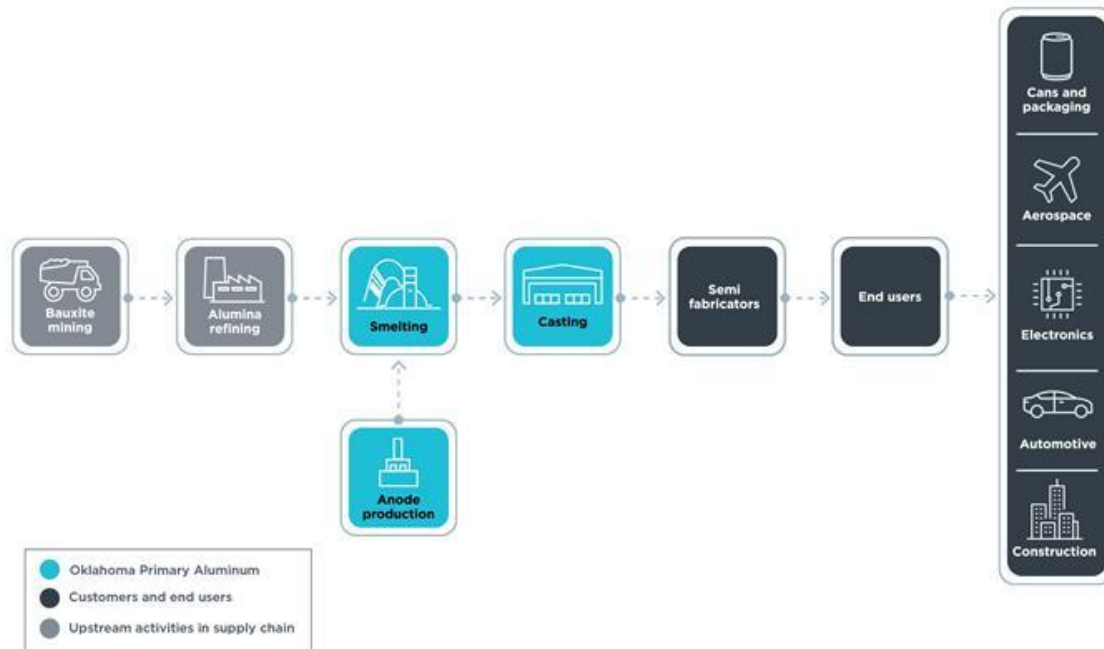 Cans and
packaging
Aerospace
Electronics
Automotive
Construction
Bauxite
mining
Alumina
refining
Smelting
Casting
Semi
fabricators
End users
Anode
production
Oklahoma Primary Aluminum
Customers and end users
Upstream activities in supply chain